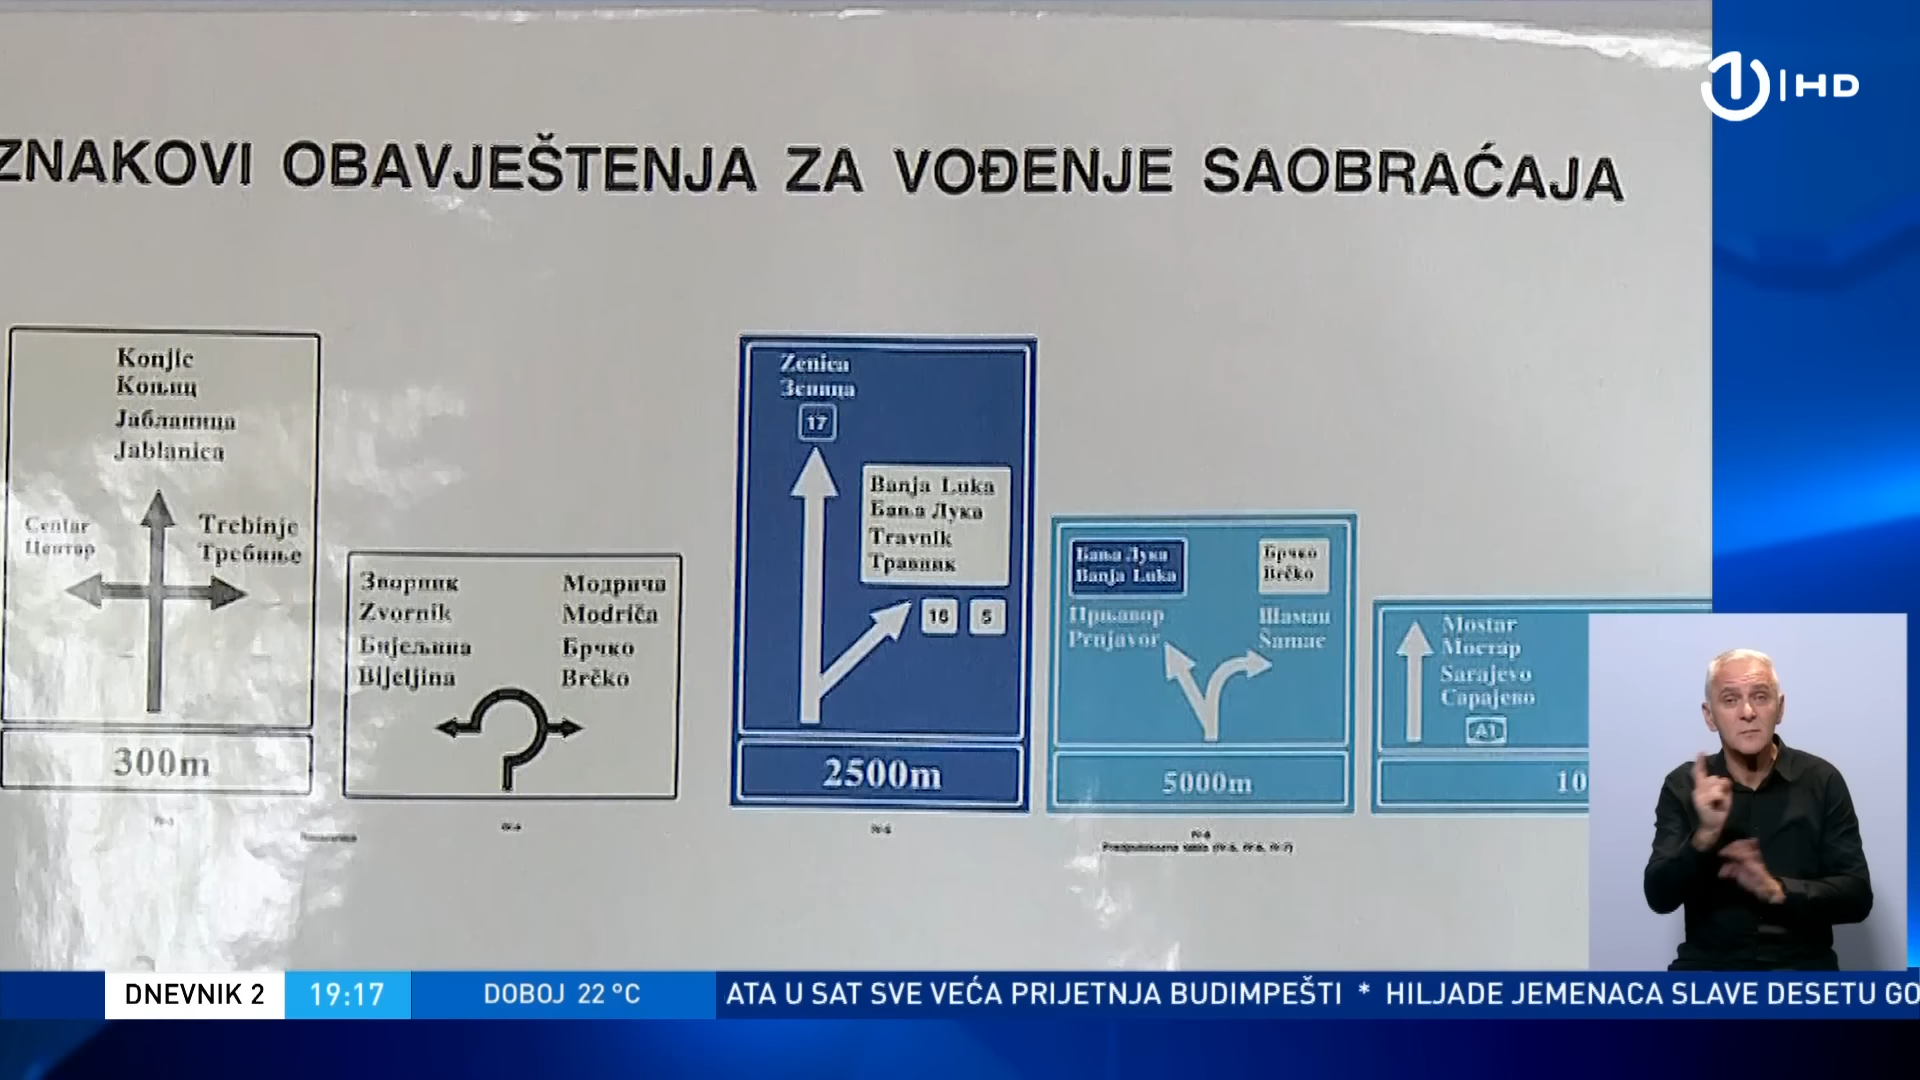 1 HD
ZNAKOVI OBAVJEŠTENJA ZA VOĐENJE SAOBRAĆAJA
Konjic
Коњиц
Јабланица
Jablanica
Centar
Центар
Trebinje
Требиње
300m
Зворник
Zvornik
Бијељина
Bijeljina
Модрича
Modriča
Брчко
Brčko
Zenica
Зеница
17
Banja Luka
Бања Лука
Travnik
Травник
16 5
2500m
Бања Лука
Banja Luka
Брчко
Brčko
Прњавор
Prnjavor
Шамац
Šamac
5000m
Mostar
Мостар
Sarajevo
Сарајево
A1
10
DNEVNIK 2
19:17
DOBOJ 22 °C
ATA U SAT SVE VEĆA PRIJETNJA BUDIMPEŠTI * HILJADE JEMENACA SLAVE DESETU GO